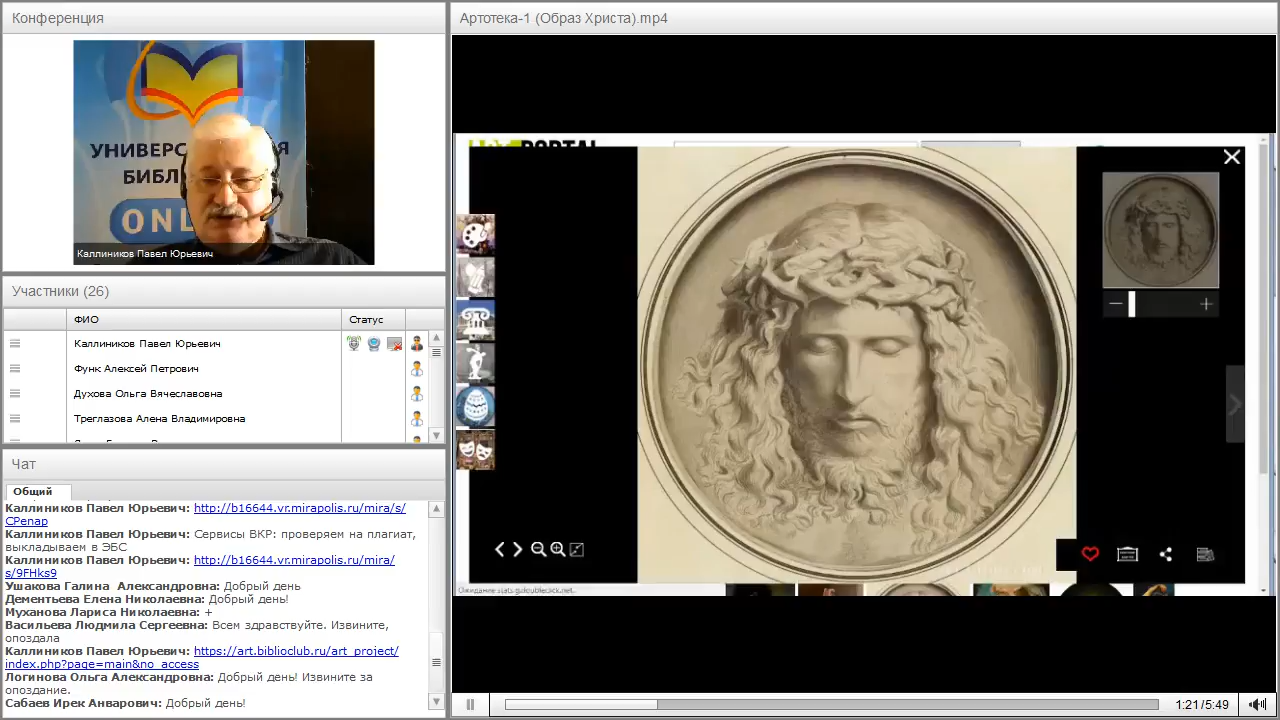 Конференция
УНИВЕРС
Я
БИБЛ
ONL
Каллиников Павел Юрьевич
Участники (26)
ФИО
Статус
Каллиников Павел Юрьевич
Функ Алексей Петрович
Духова Ольга Вячеславовна
Треглазова Алена Владимировна
Чат
Общий
Каллиников Павел Юрьевич: http://b16644.vr.mirapolis.ru/mira/s/
CPenap
Каллиников Павел Юрьевич: Сервисы ВКР: проверяем на плагиат,
выкладываем в ЭБС
Каллиников Павел Юрьевич: http://b16644.vr.mirapolis.ru/mira/
s/9FHks9
Ушакова Галина Александровна: Добрый день
Дементьева Елена Николаевна: Добрый день!
Муханова Лариса Николаевна: +
Васильева Людмила Сергеевна: Всем здравствуйте. Извините,
опоздала
Каллиников Павел Юрьевич: https://art.biblioclub.ru/art_project/
index.php?page=main&no_access
Логинова Ольга Александровна: Добрый день! Извините за
опоздание.
Сабаев Ирек Анварович: Добрый день!
Артотека-1 (Образ Христа).mp4
PORTAL
Ожидание stats.g.doubleclick.net...
1:21/5:49